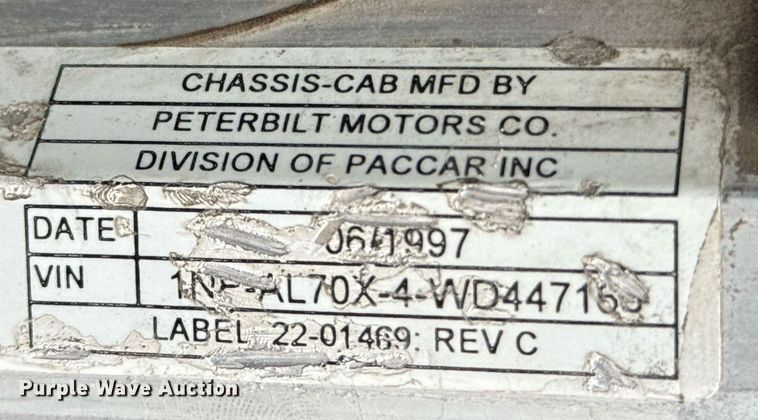 CHASSIS-CAB MFD BY
PETERBILT MOTORS CO.
DIVISION OF PACCAR INC
DATE 06/1997
VIN
LABEL 22-01469: REV C
Purple Wave Auction